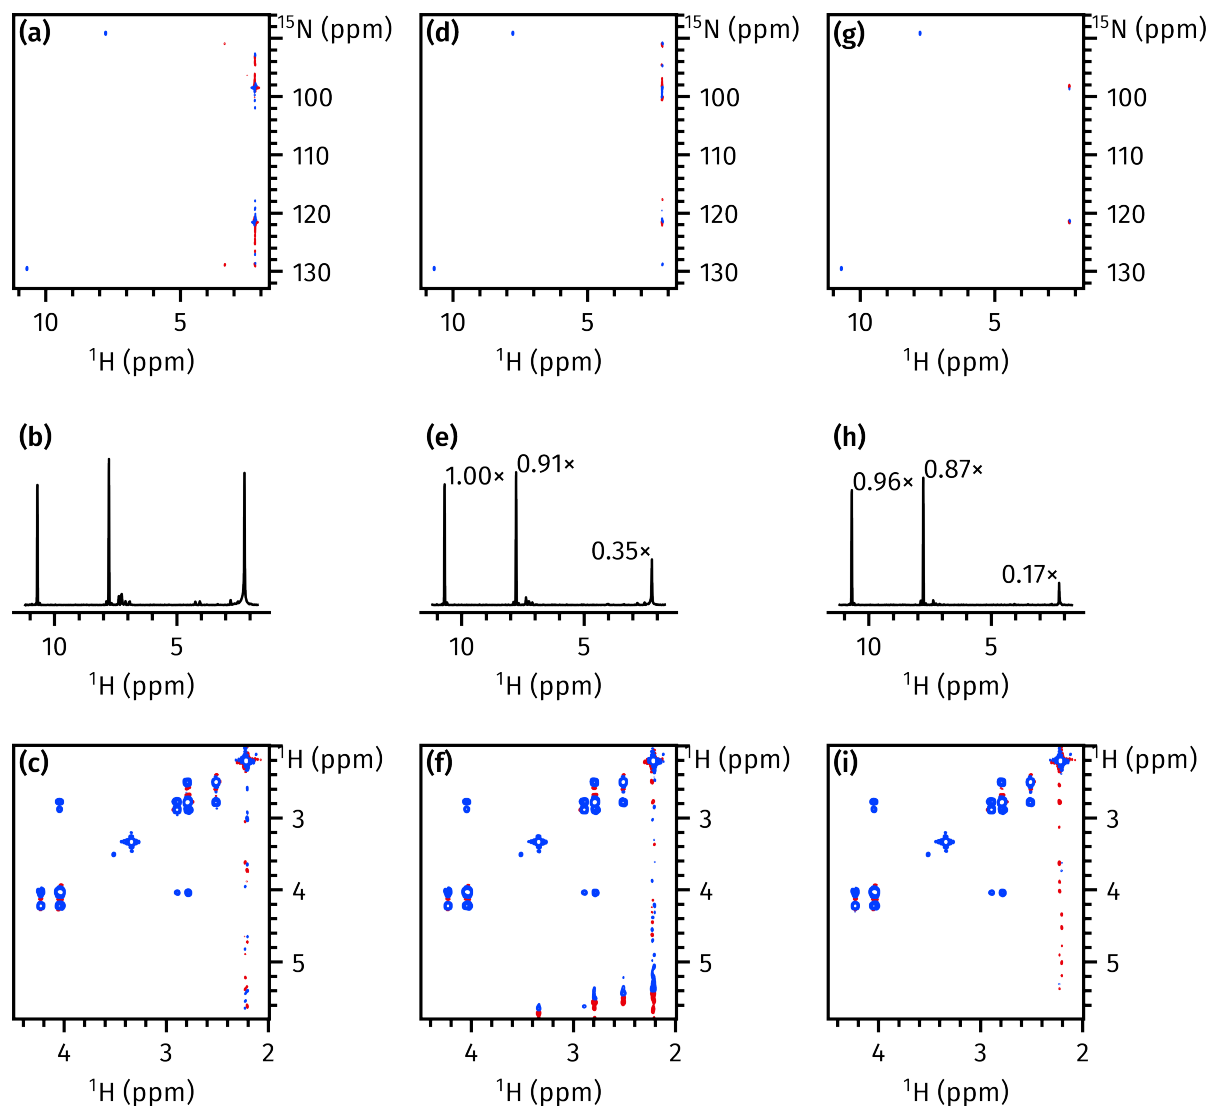 (a) ¹⁵N (ppm)
100
110
120
130
10 5
¹H (ppm)
(d) ¹⁵N (ppm)
100
110
120
130
10 5
¹H (ppm)
(g) ¹⁵N (ppm)
100
110
120
130
10 5
¹H (ppm)
(b)
10 5
¹H (ppm)
(e)
1.00× 0.91×
0.35×
10 5
¹H (ppm)
(h)
0.96× 0.87×
0.17×
10 5
¹H (ppm)
(c) ¹H (ppm)
3
4
5
4 3 2
¹H (ppm)
(f) ¹H (ppm)
3
4
5
4 3 2
¹H (ppm)
(i) ¹H (ppm)
3
4
5
4 3 2
¹H (ppm)